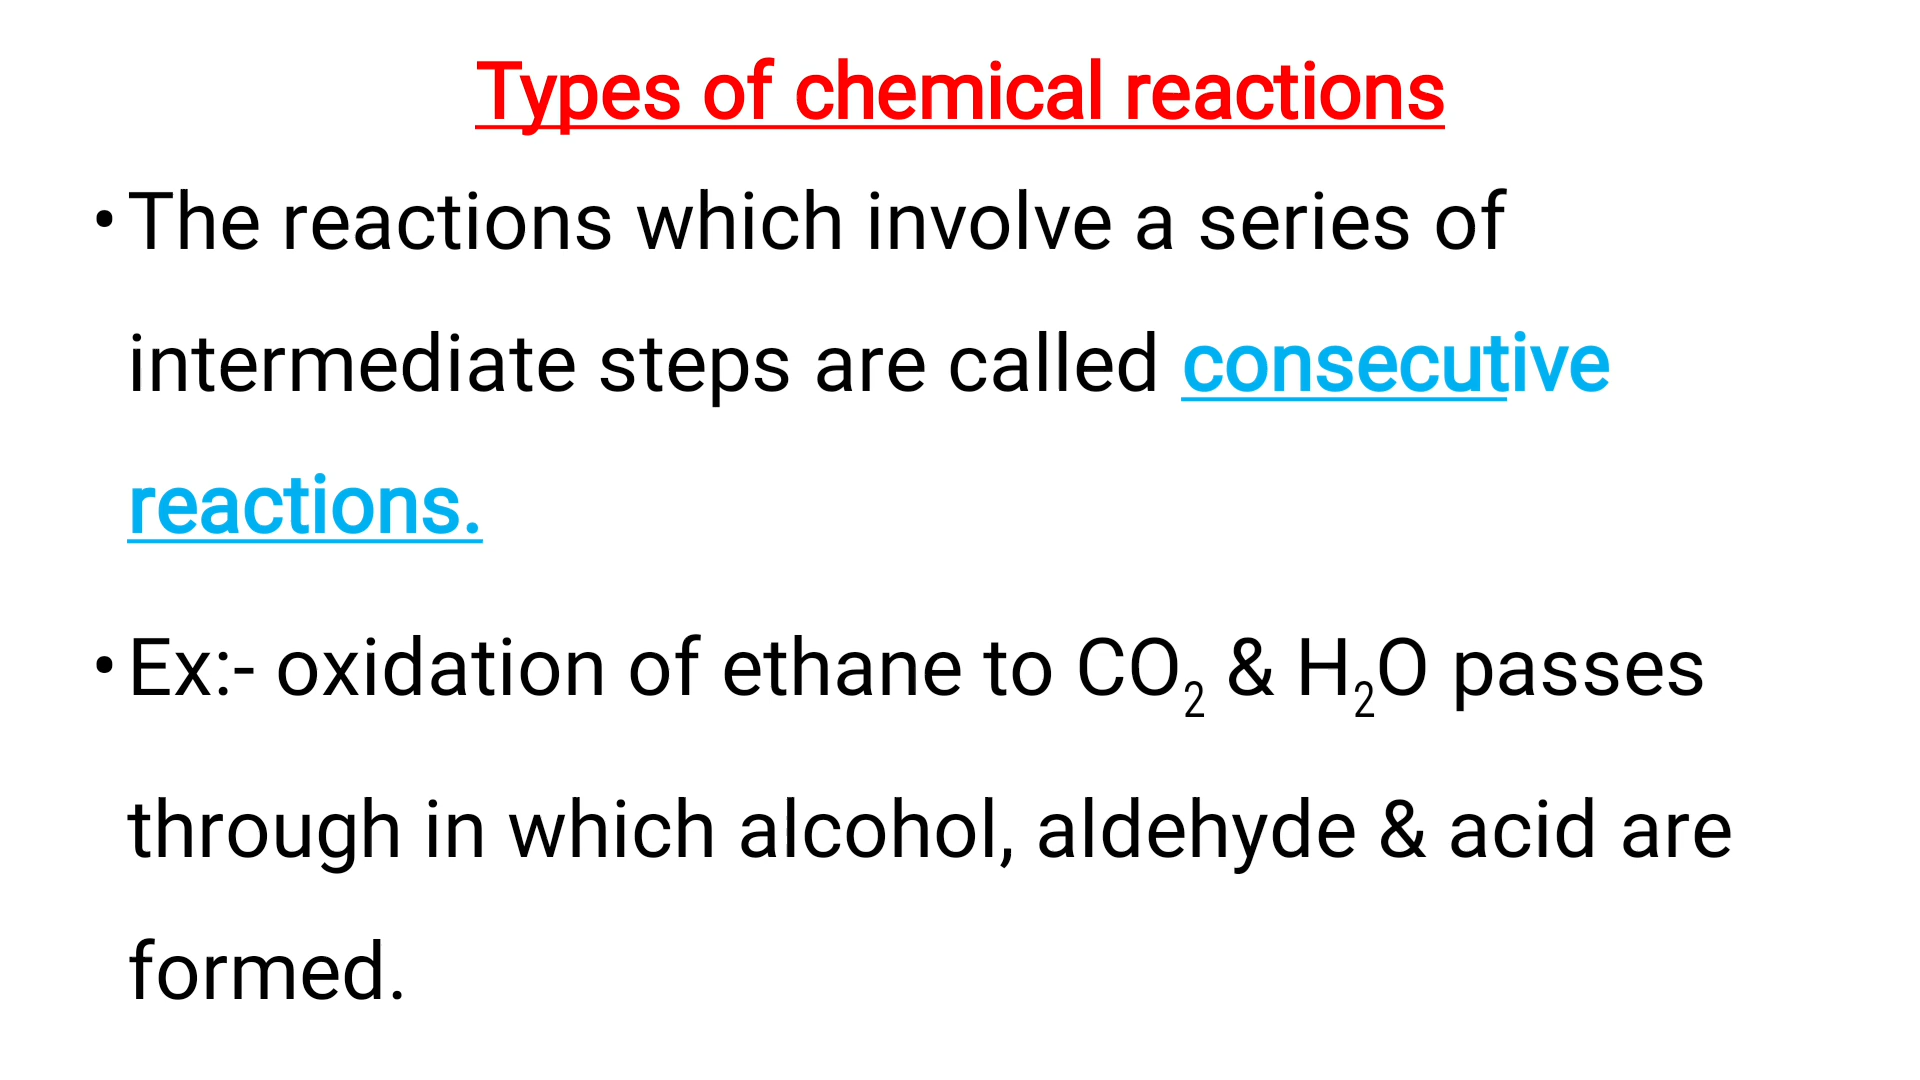 Types of chemical reactions
• The reactions which involve a series of
intermediate steps are called consecutive
reactions.
• Ex:- oxidation of ethane to CO₂ & H₂O passes
through in which alcohol, aldehyde & acid are
formed.